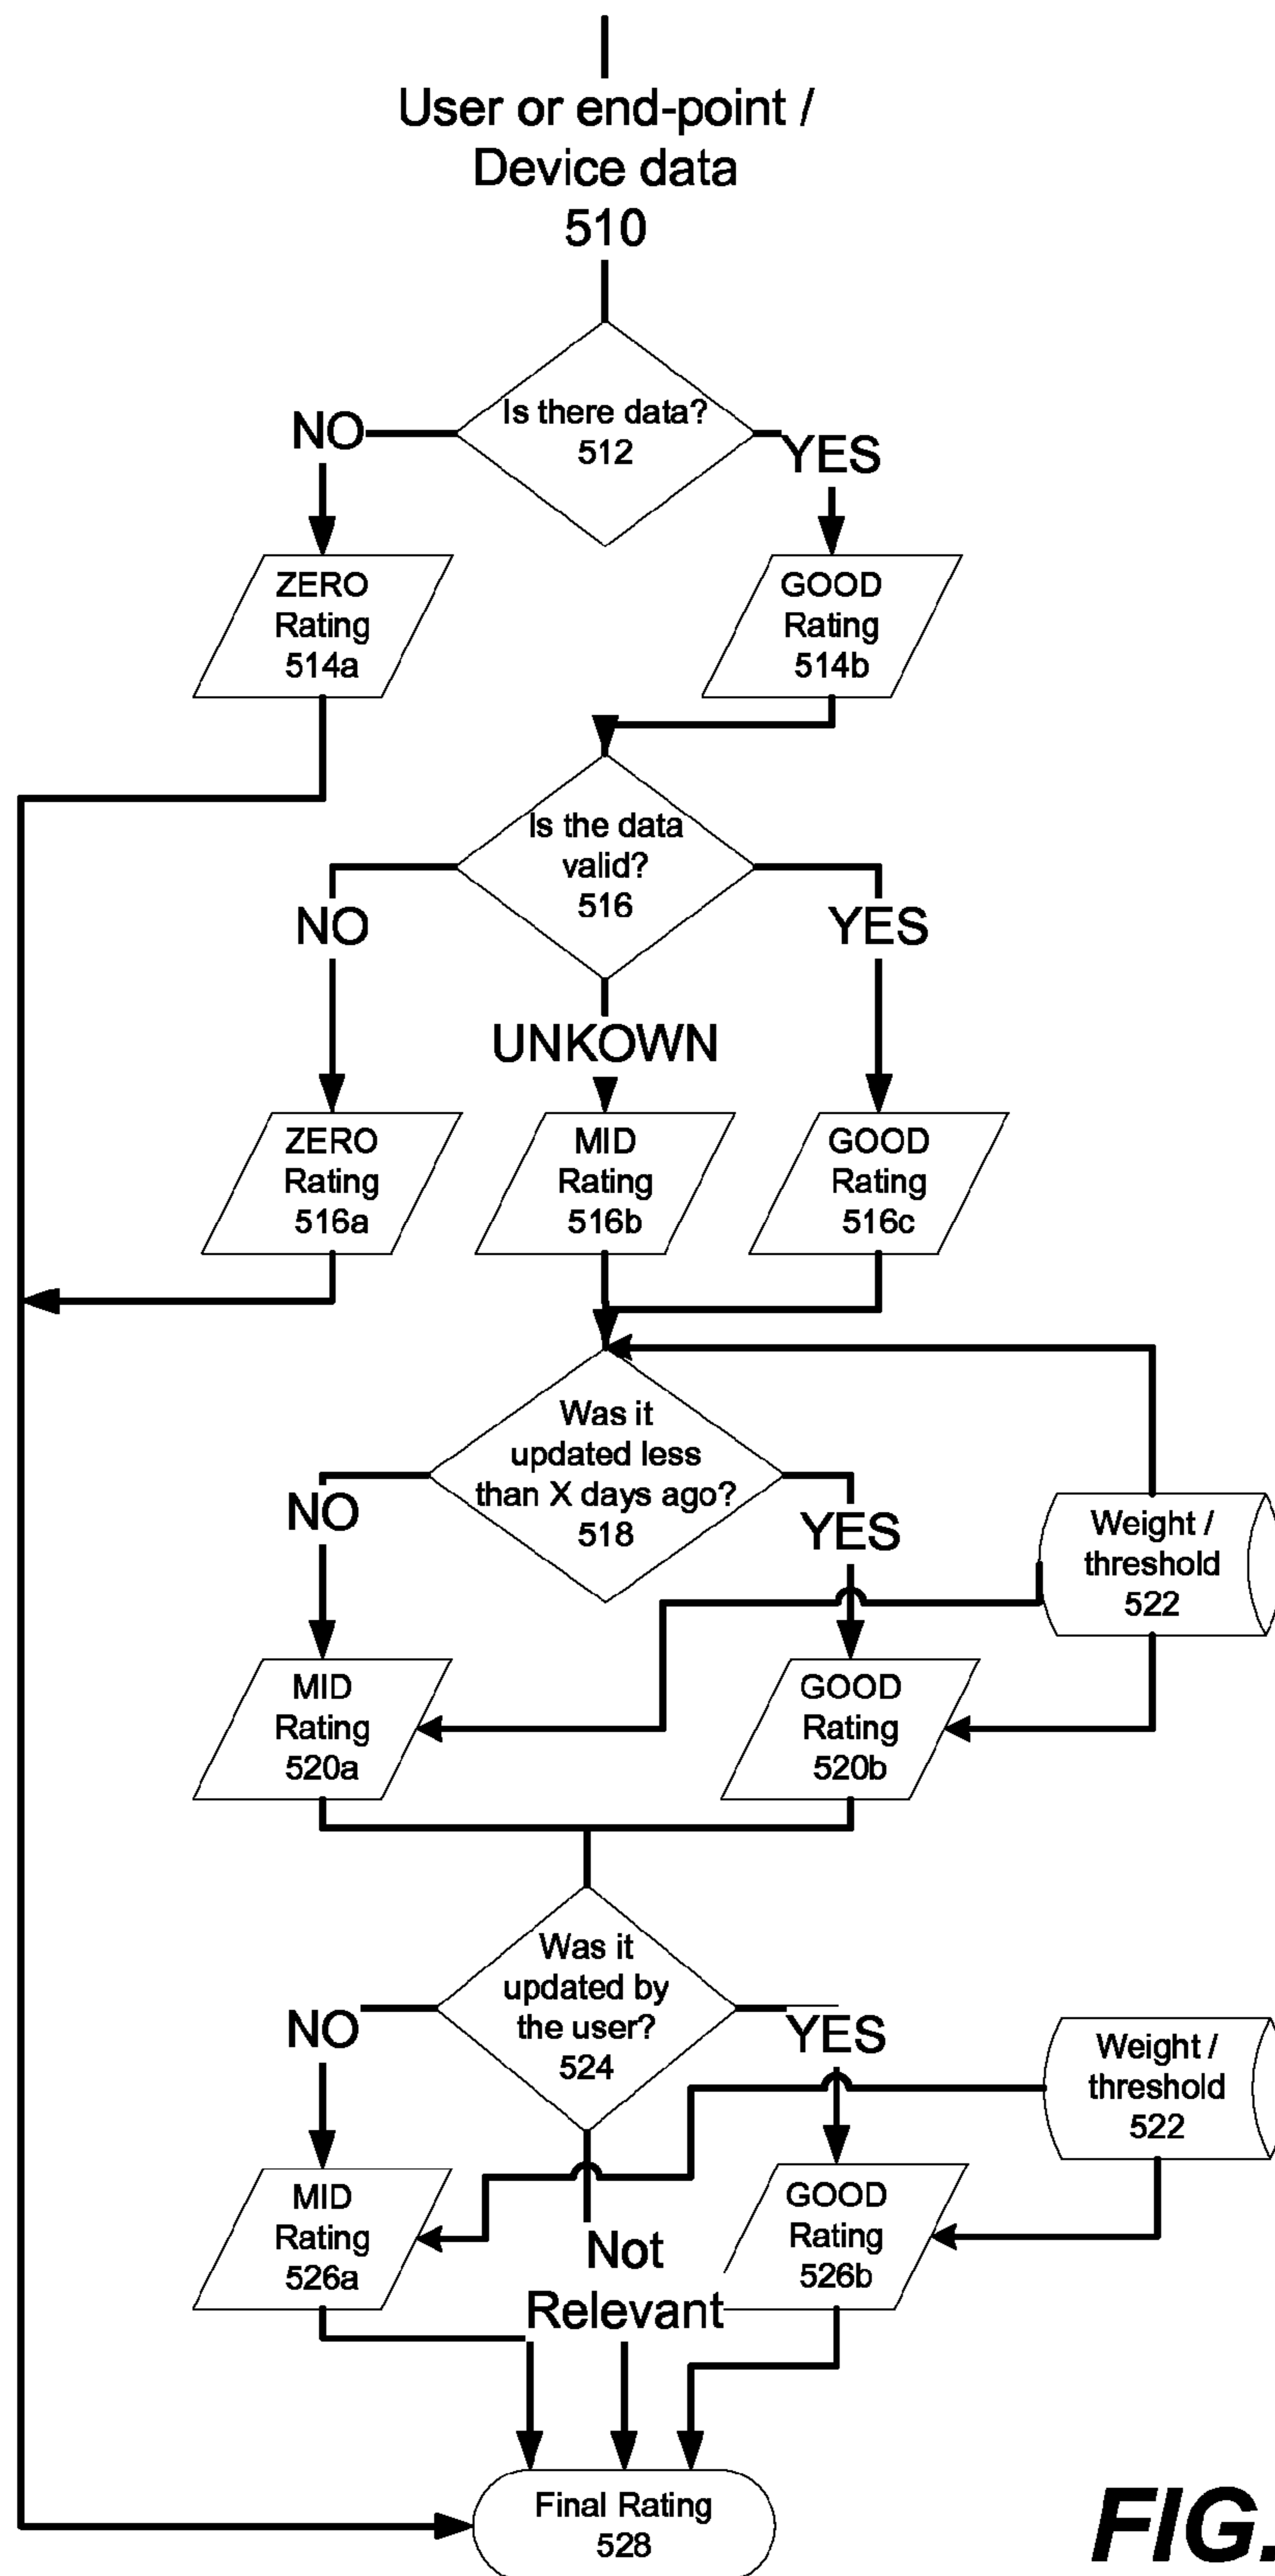 User or end-point /
Device data
510
Is there data?
512
NO
YES
ZERO
Rating
514a
GOOD
Rating
514b
Is the data
valid?
516
NO
YES
UNKOWN
ZERO
Rating
516a
MID
Rating
516b
GOOD
Rating
516c
Was it
updated less
than X days ago?
518
NO
YES
Weight /
threshold
522
MID
Rating
520a
GOOD
Rating
520b
Was it
updated by
the user?
524
NO
YES
Weight /
threshold
522
MID
Rating
526a
Not
Relevant
GOOD
Rating
526b
Final Rating
528
FIG.